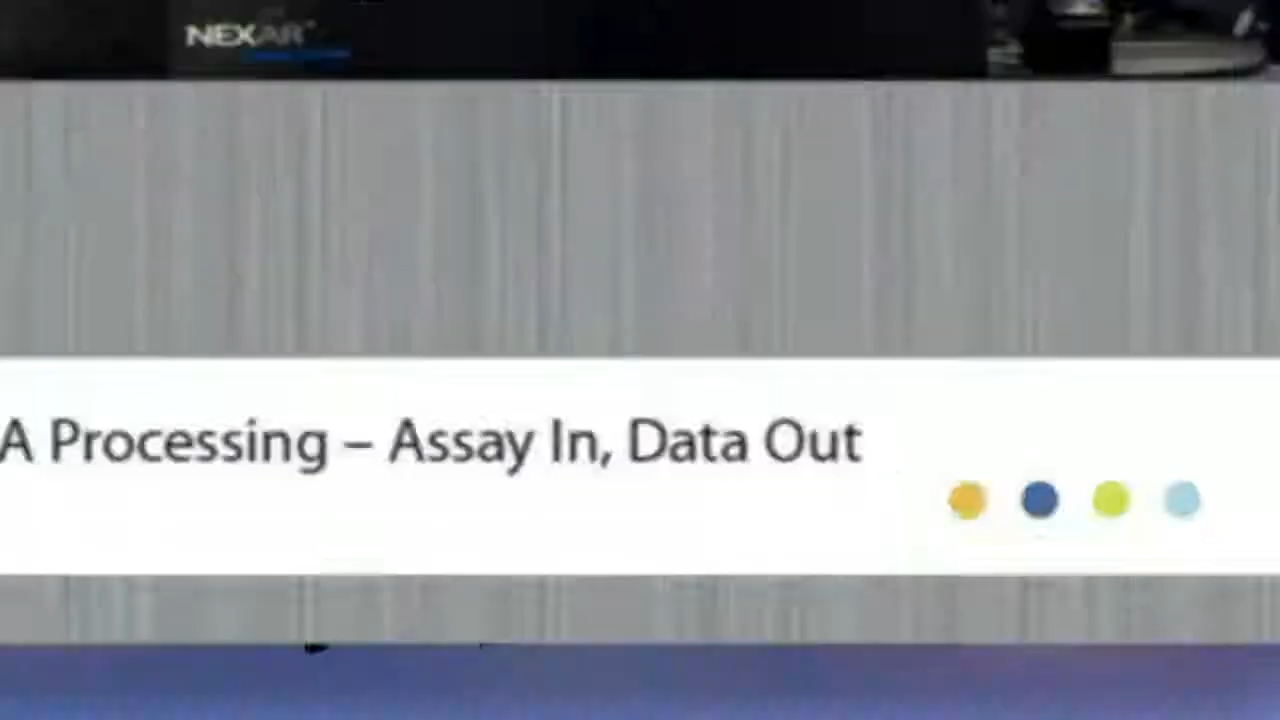 NEXAR
A Processing – Assay In, Data Out